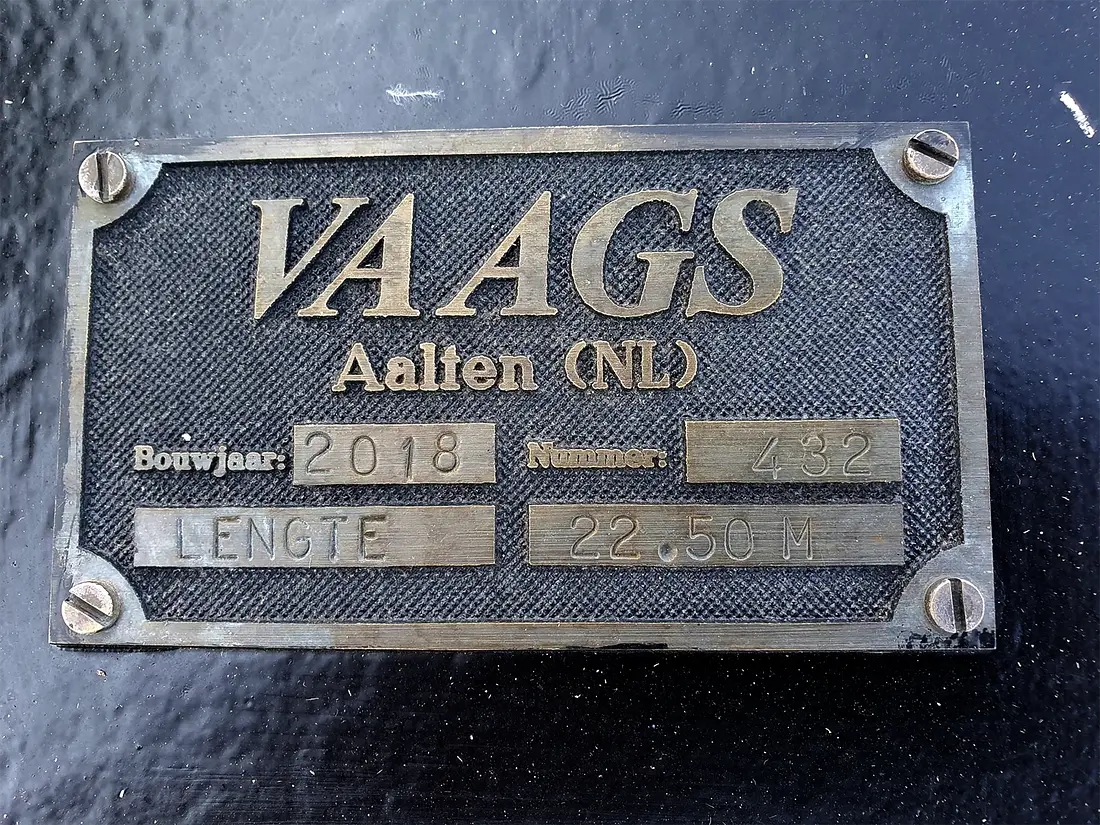 VAAGS
Aalten (NL)
Bouwjaar: 2018 Nummer: 432
LENGTE 22.50 M